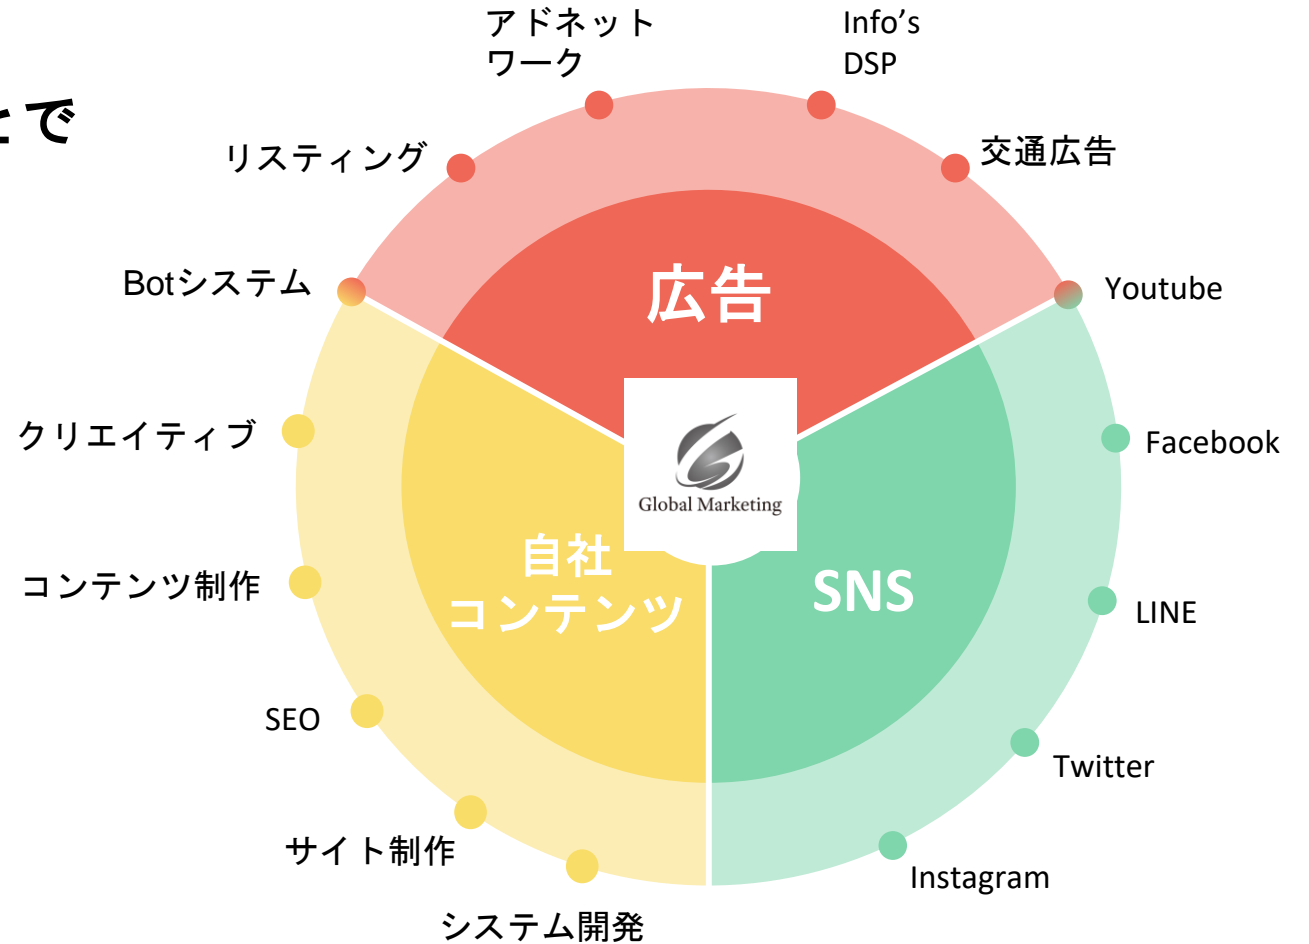 とで
アドネット
ワーク
Info’s
DSP
リスティング
交通広告
Botシステム
Youtube
広告
クリエイティブ
Facebook
Global Marketing
自社
コンテンツ
SNS
コンテンツ制作
LINE
SEO
Twitter
サイト制作
Instagram
システム開発